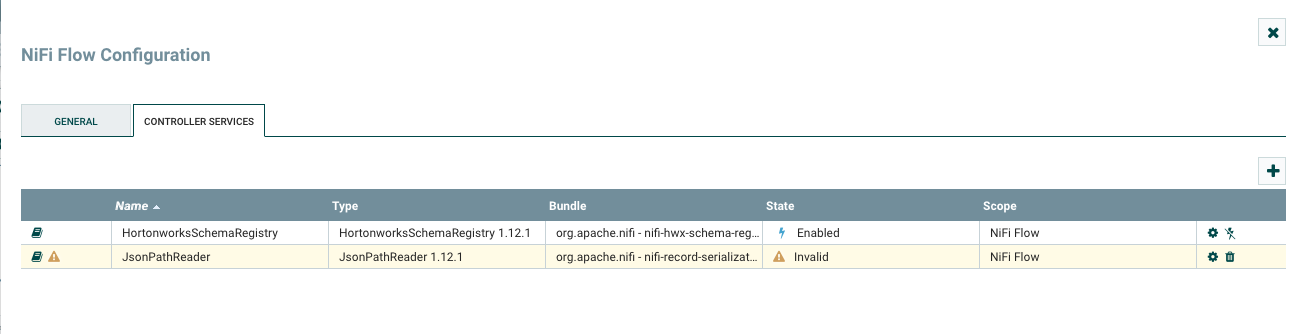 NiFi Flow Configuration
GENERAL
CONTROLLER SERVICES
Name Type Bundle State Scope
HortonworksSchemaRegistry HortonworksSchemaRegistry 1.12.1 org.apache.nifi - nifi-hwx-schema-reg... Enabled NiFi Flow
JsonPathReader JsonPathReader 1.12.1 org.apache.nifi - nifi-record-serializat... Invalid NiFi Flow